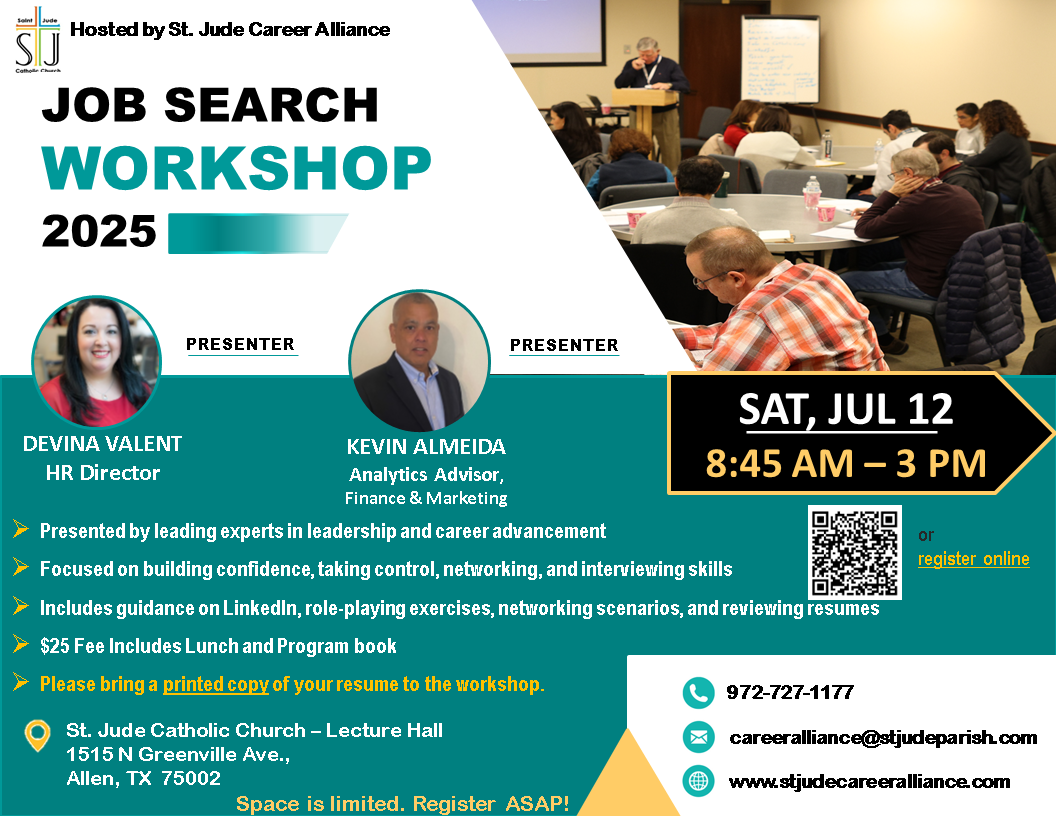 Saint Jude
StJ
Catholic Church
Hosted by St. Jude Career Alliance
JOB SEARCH
WORKSHOP
2025
PRESENTER
PRESENTER
DEVINA VALENT
HR Director
KEVIN ALMEIDA
Analytics Advisor,
Finance & Marketing
SAT, JUL 12
8:45 AM – 3 PM
Presented by leading experts in leadership and career advancement
Focused on building confidence, taking control, networking, and interviewing skills
Includes guidance on LinkedIn, role-playing exercises, networking scenarios, and reviewing resumes
$25 Fee Includes Lunch and Program book
Please bring a printed copy of your resume to the workshop.
or
register online
St. Jude Catholic Church – Lecture Hall
1515 N Greenville Ave.,
Allen, TX 75002
Space is limited. Register ASAP!
972-727-1177
careeralliance@stjudeparish.com
www.stjudecareeralliance.com